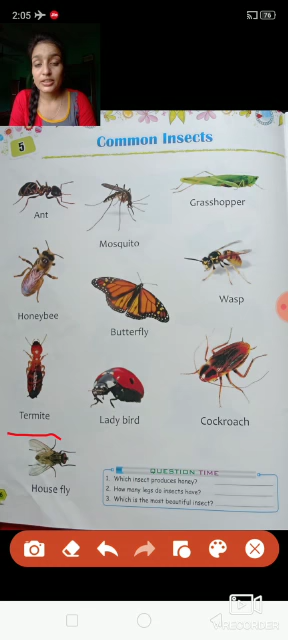 2:05
76
5
Common Insects
Ant
Mosquito
Grasshopper
Honeybee
Butterfly
Wasp
Termite
Lady bird
Cockroach
House fly
QUESTION TIME
1. Which insect produces honey?
2. How many legs do insects have?
3. Which is the most beautiful insect?
RECORDER